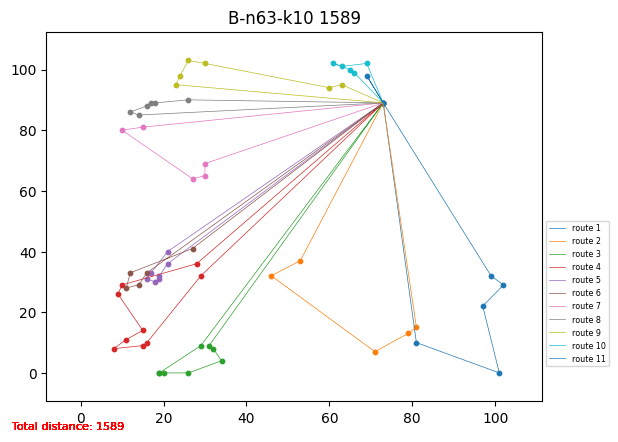 B-n63-k10 1589
100
80
60
40
20
0
0 20 40 60 80 100
route 1
route 2
route 3
route 4
route 5
route 6
route 7
route 8
route 9
route 10
route 11
Total distance: 1589